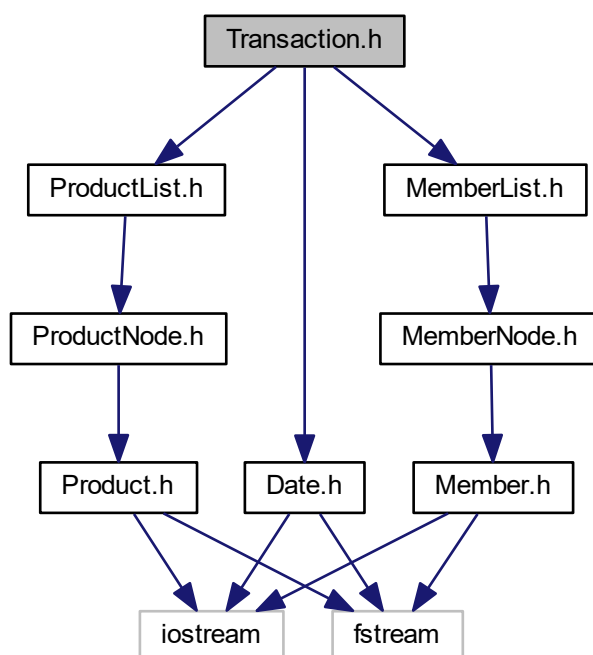 Transaction.h
ProductList.h
MemberList.h
ProductNode.h
MemberNode.h
Product.h
Date.h
Member.h
iostream
fstream